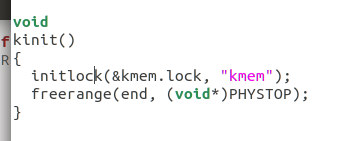 void
kinit()
{
  initlock(&kmem.lock, "kmem");
  freerange(end, (void*)PHYSTOP);
}